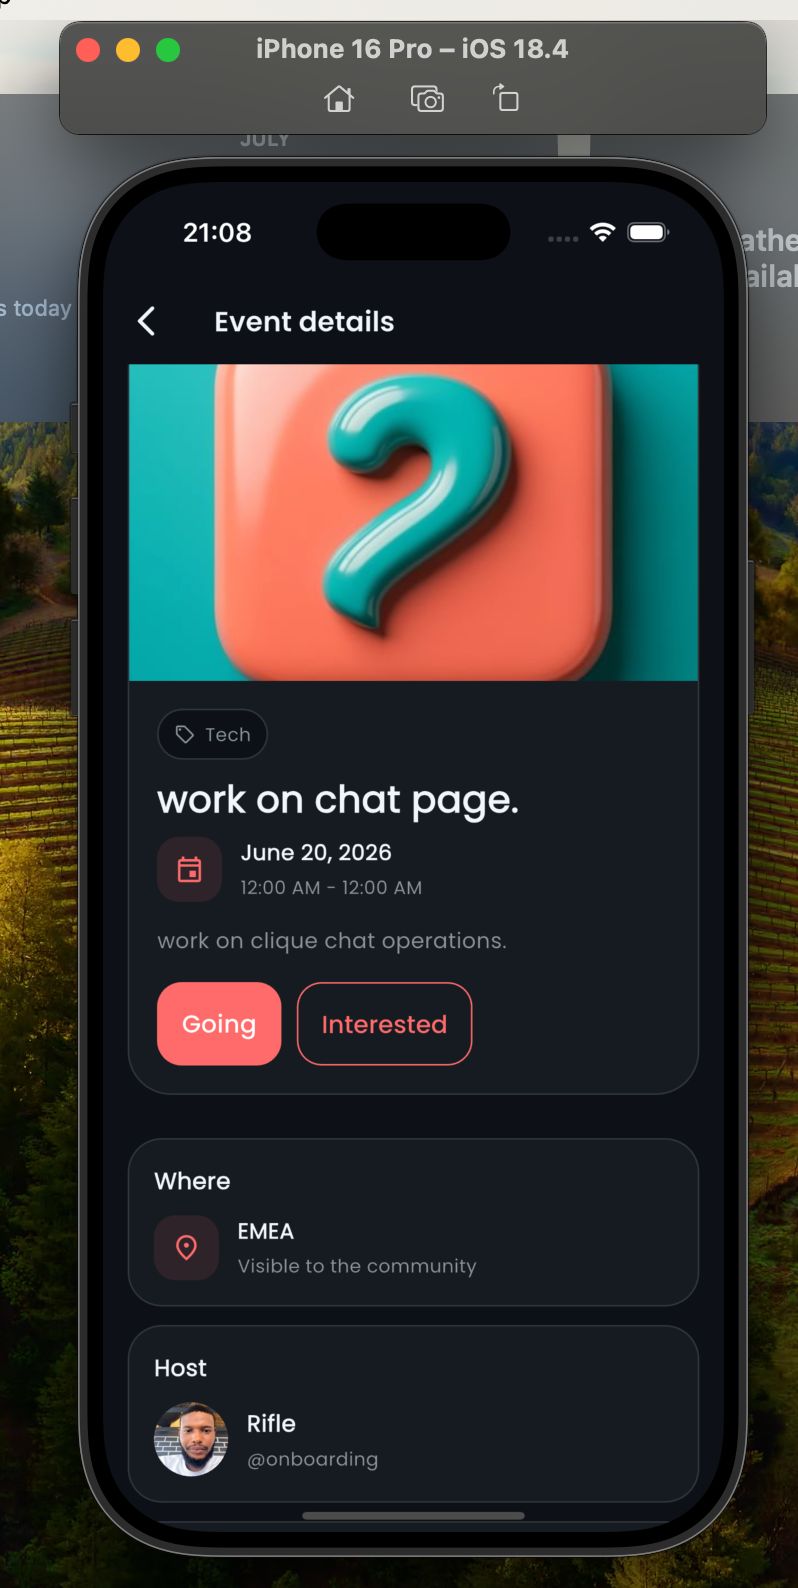 iPhone 16 Pro – iOS 18.4
JULY
s today
21:08
Event details
Tech
work on chat page.
June 20, 2026
12:00 AM - 12:00 AM
work on clique chat operations.
Going
Interested
Where
EMEA
Visible to the community
Host
Rifle
@onboarding